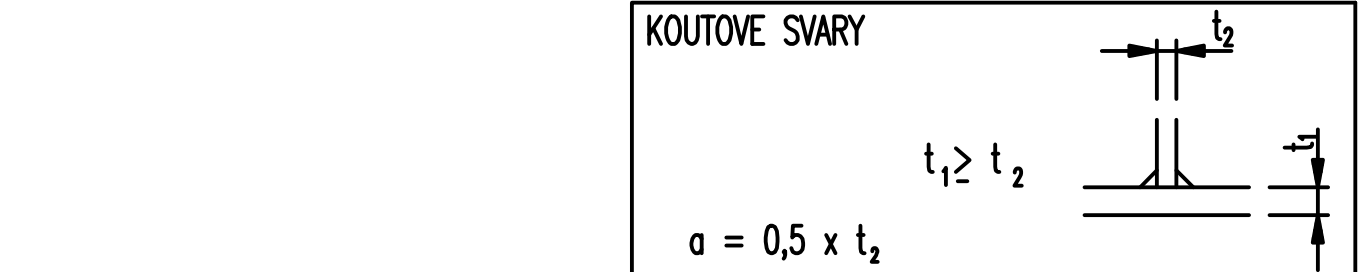 KOUTOVE SVARY
t₂
t₁
t₁ ≥ t₂
a = 0,5 x t₂